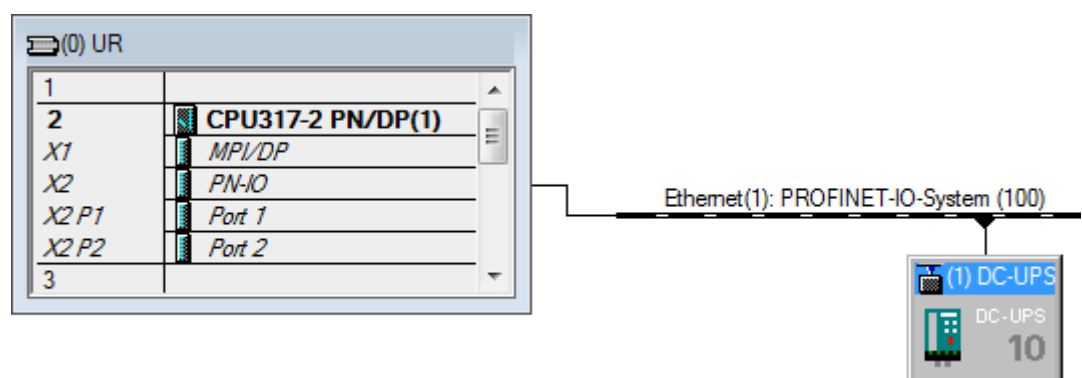 (0) UR
1
2 CPU317-2 PN/DP(1)
X1 MPI/DP
X2 PN-IO
X2 P1 Port 1
X2 P2 Port 2
3
Ethernet(1): PROFINET-IO-System (100)
(1) DC-UPS
DC-UPS
10